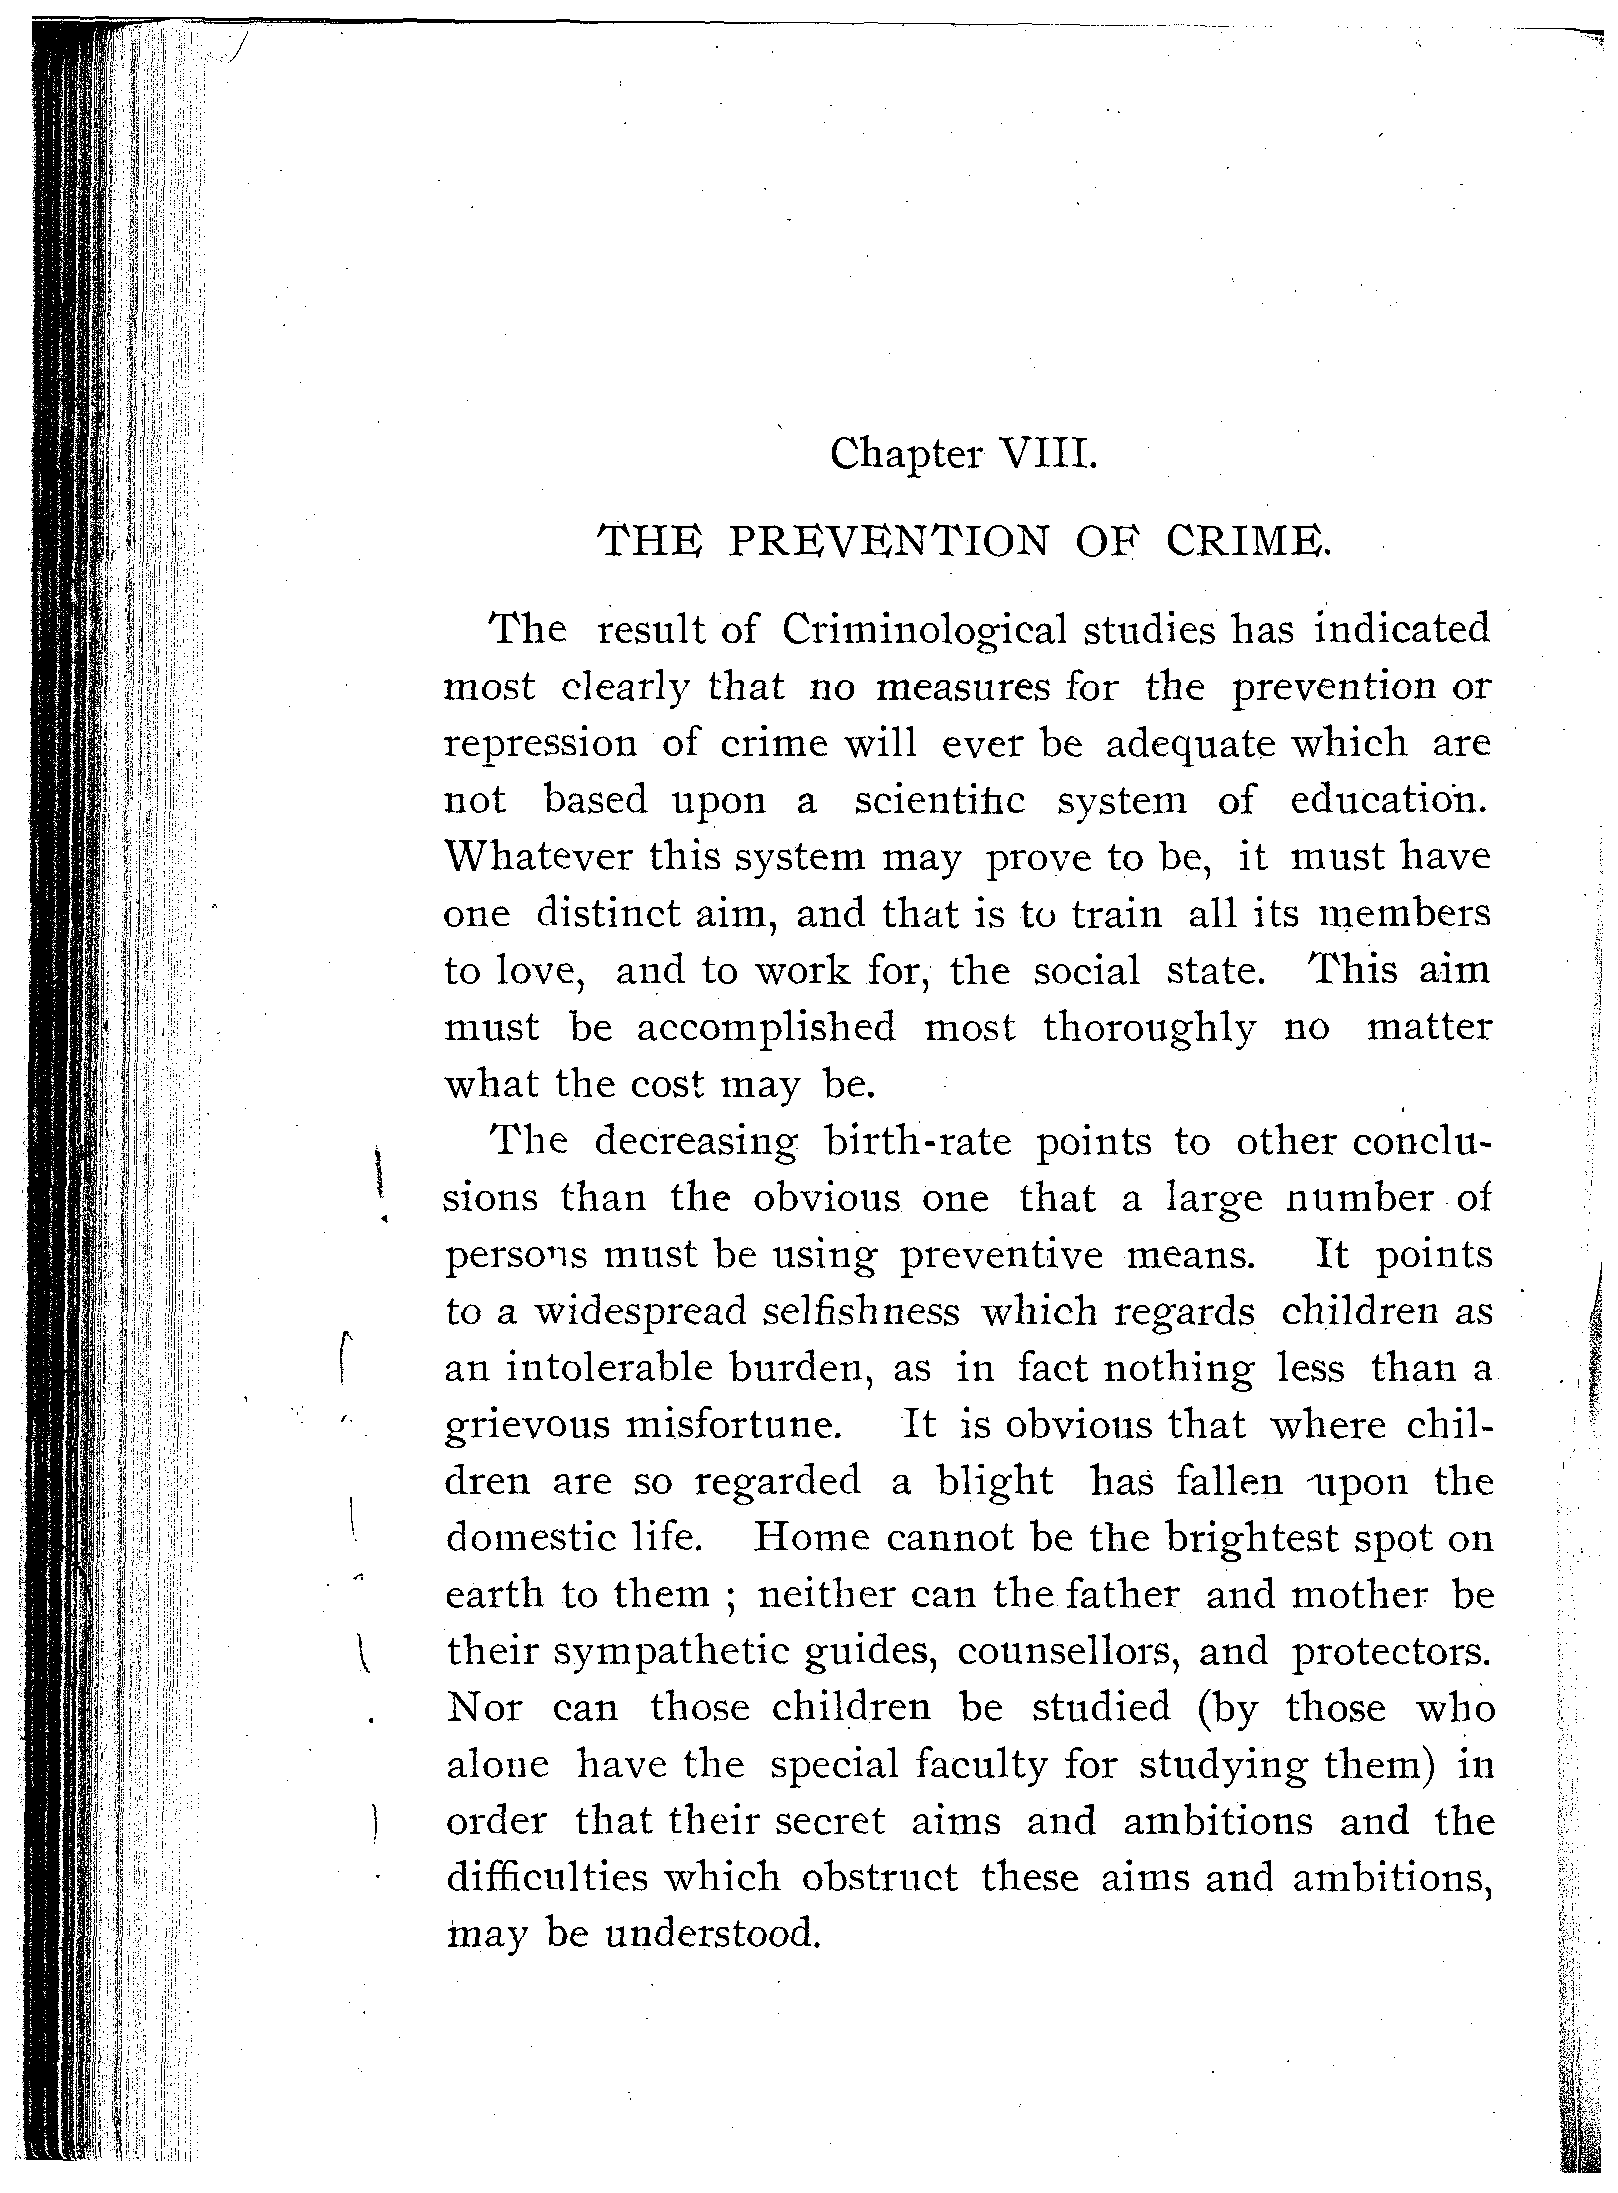 Chapter VIII.
THE PREVENTION OF CRIME.
The result of Criminological studies has indicated
most clearly that no measures for the prevention or
repression of crime will ever be adequate which are
not based upon a scientific system of education.
Whatever this system may prove to be, it must have
one distinct aim, and that is to train all its members
to love, and to work for, the social state. This aim
must be accomplished most thoroughly no matter
what the cost may be.
The decreasing birth-rate points to other conclu-
sions than the obvious one that a large number of
persons must be using preventive means. It points
to a widespread selfishness which regards children as
an intolerable burden, as in fact nothing less than a
grievous misfortune. It is obvious that where chil-
dren are so regarded a blight has fallen upon the
domestic life. Home cannot be the brightest spot on
earth to them ; neither can the father and mother be
their sympathetic guides, counsellors, and protectors.
Nor can those children be studied (by those who
alone have the special faculty for studying them) in
order that their secret aims and ambitions and the
difficulties which obstruct these aims and ambitions,
may be understood.